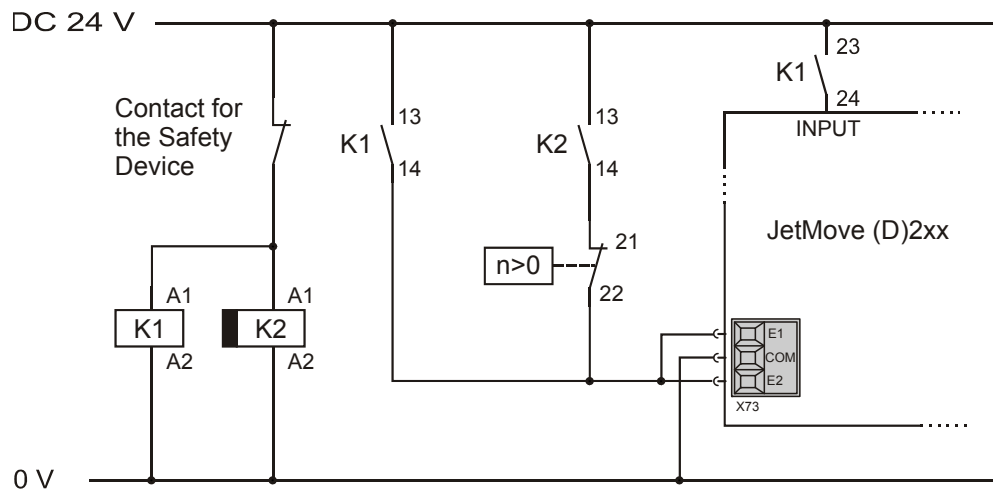 DC 24 V
23
K1
24
INPUT
Contact for
the Safety
Device
13
K1
14
13
K2
14
JetMove (D)2xx
21
n>0
22
A1
K1
A2
A1
K2
A2
E1
COM
E2
X73
0 V